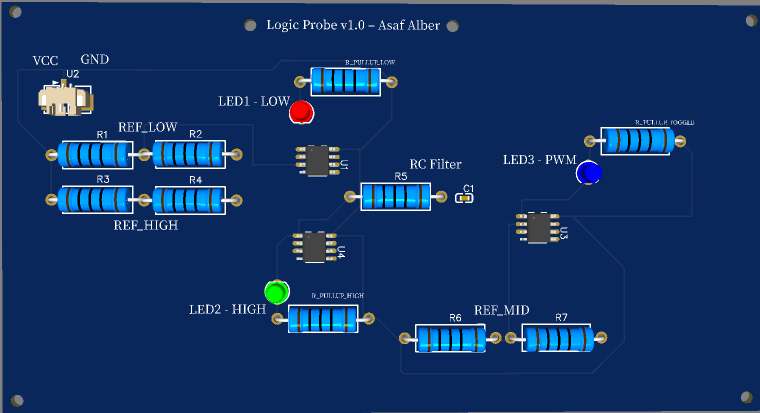 Logic Probe v1.0 – Asaf Alber
VCC GND
U2
R_PULLUP_LOW
LED1 - LOW
REF_LOW
R1 R2
R_PULLUP_TOGGLE
U1
RC Filter
LED3 - PWM
R3 R4
R5
C1
REF_HIGH
U3
U4
LED2 - HIGH
R_PULLUP_HIGH
REF_MID
R6 R7